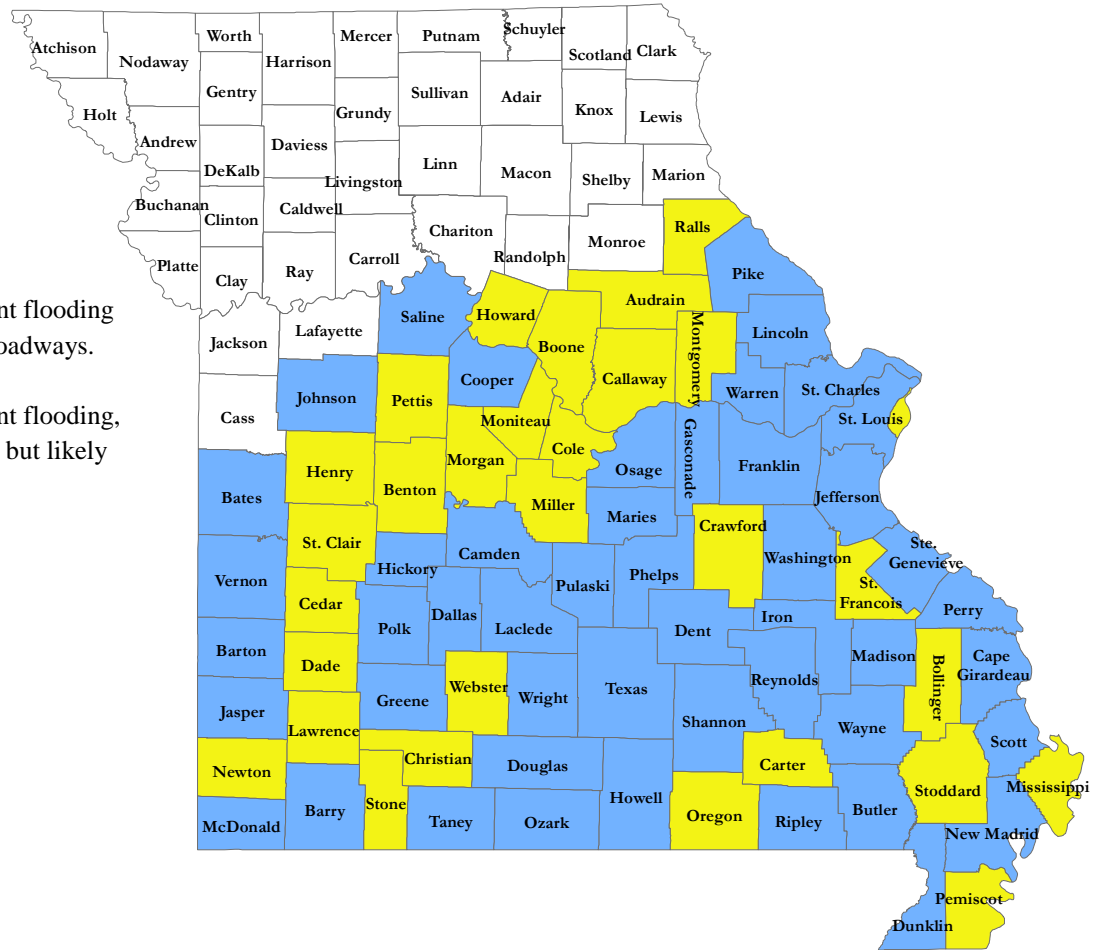 Atchison
Nodaway
Worth
Harrison
Mercer
Putnam
Schuyler
Scotland
Clark
Holt
Gentry
Grundy
Sullivan
Adair
Knox
Lewis
Andrew
DeKalb
Daviess
Livingston
Linn
Macon
Shelby
Marion
Buchanan
Clinton
Caldwell
Chariton
Randolph
Monroe
Ralls
Platte
Clay
Ray
Carroll
Pike
flooding
oadways.
nt flooding,
but likely
Jackson
Lafayette
Saline
Howard
Boone
Audrain
Montgomery
Lincoln
Cass
Johnson
Pettis
Cooper
Moniteau
Callaway
Warren
St. Charles
St. Louis
Bates
Henry
Benton
Morgan
Cole
Miller
Osage
Gasconade
Franklin
Jefferson
Maries
Crawford
Washington
Ste.
Genevieve
St.
Francois
Vernon
St. Clair
Hickory
Camden
Pulaski
Phelps
Cedar
Polk
Dallas
Laclede
Dent
Iron
Perry
Barton
Dade
Greene
Webster
Wright
Texas
Reynolds
Madison
Bollinger
Cape
Girardeau
Jasper
Lawrence
Shannon
Wayne
Scott
Newton
Christian
Douglas
Carter
Stoddard
Mississippi
McDonald
Barry
Stone
Taney
Ozark
Howell
Oregon
Ripley
Butler
New Madrid
Pemiscot
Dunklin